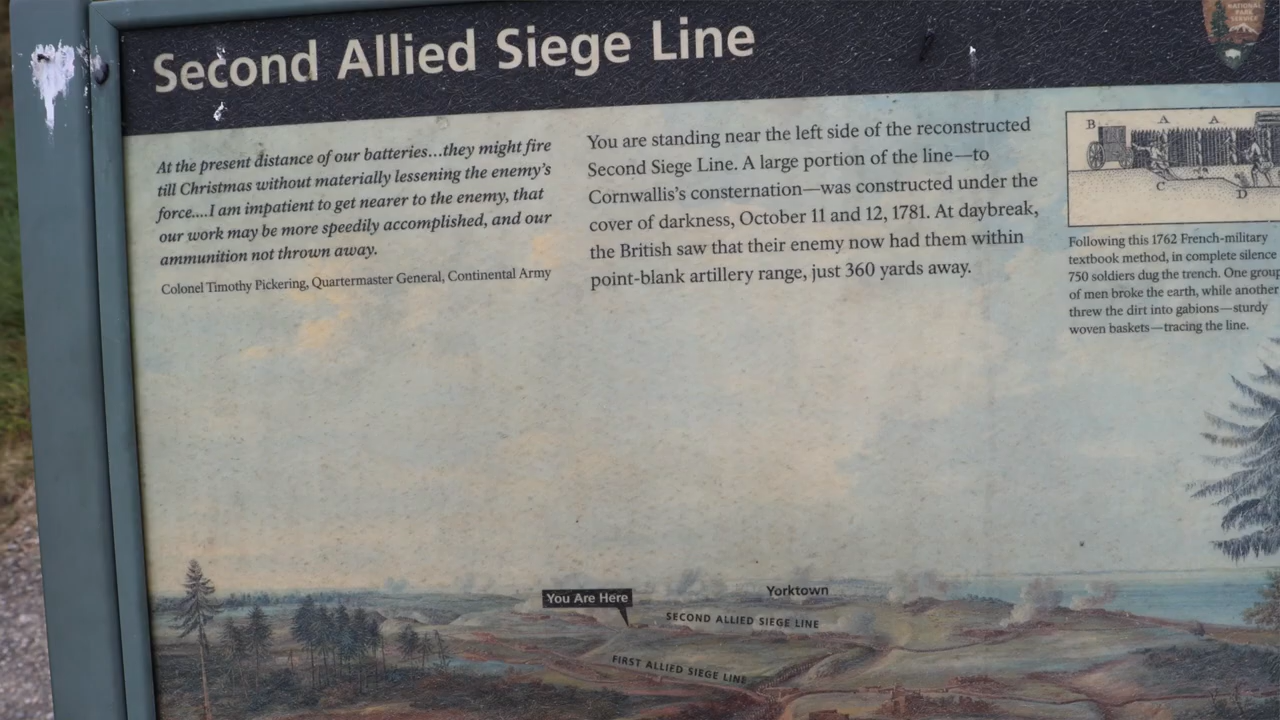 Second Allied Siege Line
NATIONAL
PARK
SERVICE
At the present distance of our batteries...they might fire
till Christmas without materially lessening the enemy's
force....I am impatient to get nearer to the enemy, that
our work may be more speedily accomplished, and our
ammunition not thrown away.
Colonel Timothy Pickering, Quartermaster General, Continental Army
You are standing near the left side of the reconstructed
Second Siege Line. A large portion of the line—to
Cornwallis's consternation—was constructed under the
cover of darkness, October 11 and 12, 1781. At daybreak,
the British saw that their enemy now had them within
point-blank artillery range, just 360 yards away.
B A A
C D
Following this 1762 French-military
textbook method, in complete silence
750 soldiers dug the trench. One group
of men broke the earth, while another
threw the dirt into gabions—sturdy
woven baskets—tracing the line.
You Are Here
Yorktown
SECOND ALLIED SIEGE LINE
FIRST ALLIED SIEGE LINE